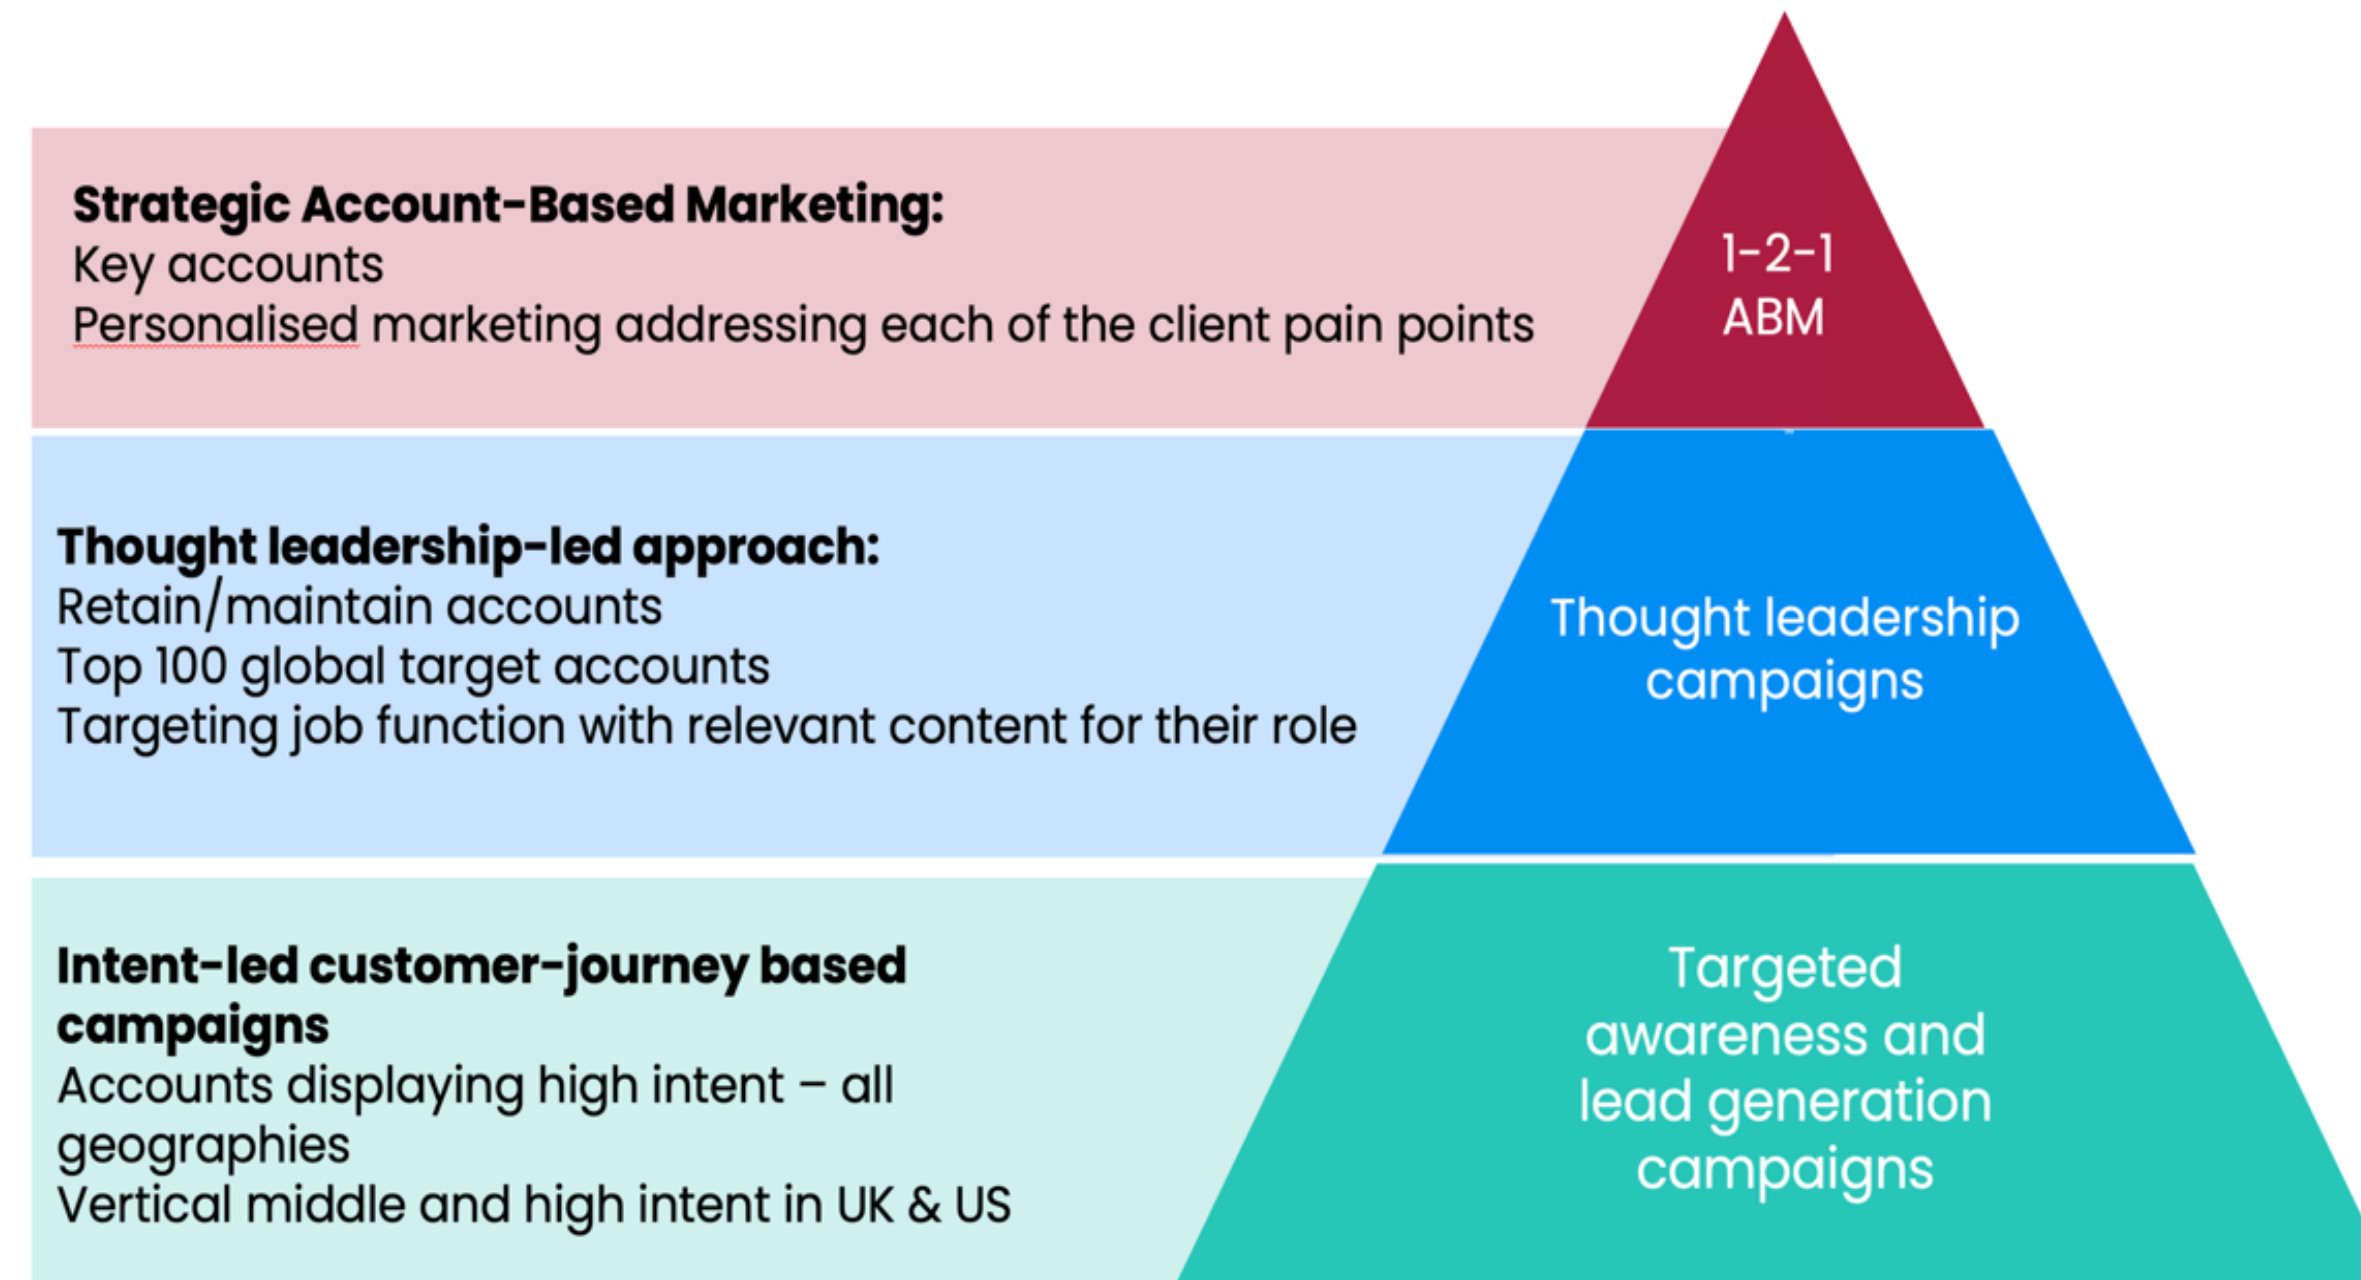 Strategic Account-Based Marketing:
Key accounts
Personalised marketing addressing each of the client pain points
1-2-1
ABM
Thought leadership-led approach:
Retain/maintain accounts
Top 100 global target accounts
Targeting job function with relevant content for their role
Thought leadership
campaigns
Intent-led customer-journey based
campaigns
Accounts displaying high intent – all
geographies
Vertical middle and high intent in UK & US
Targeted
awareness and
lead generation
campaigns